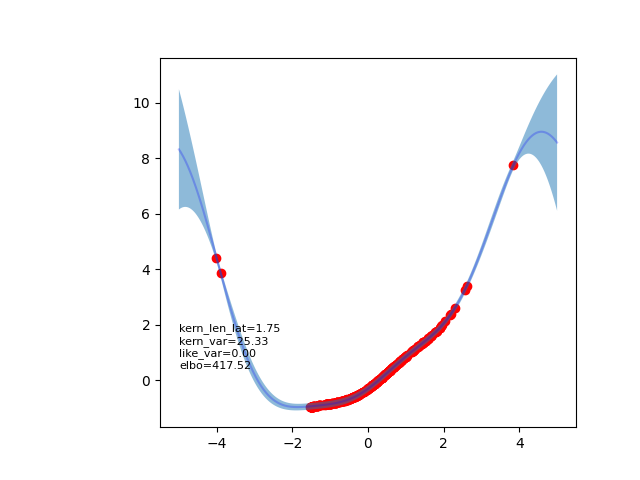 10
8
6
4
2
0
kern_len_lat=1.75
kern_var=25.33
like_var=0.00
elbo=417.52
−4 −2 0 2 4